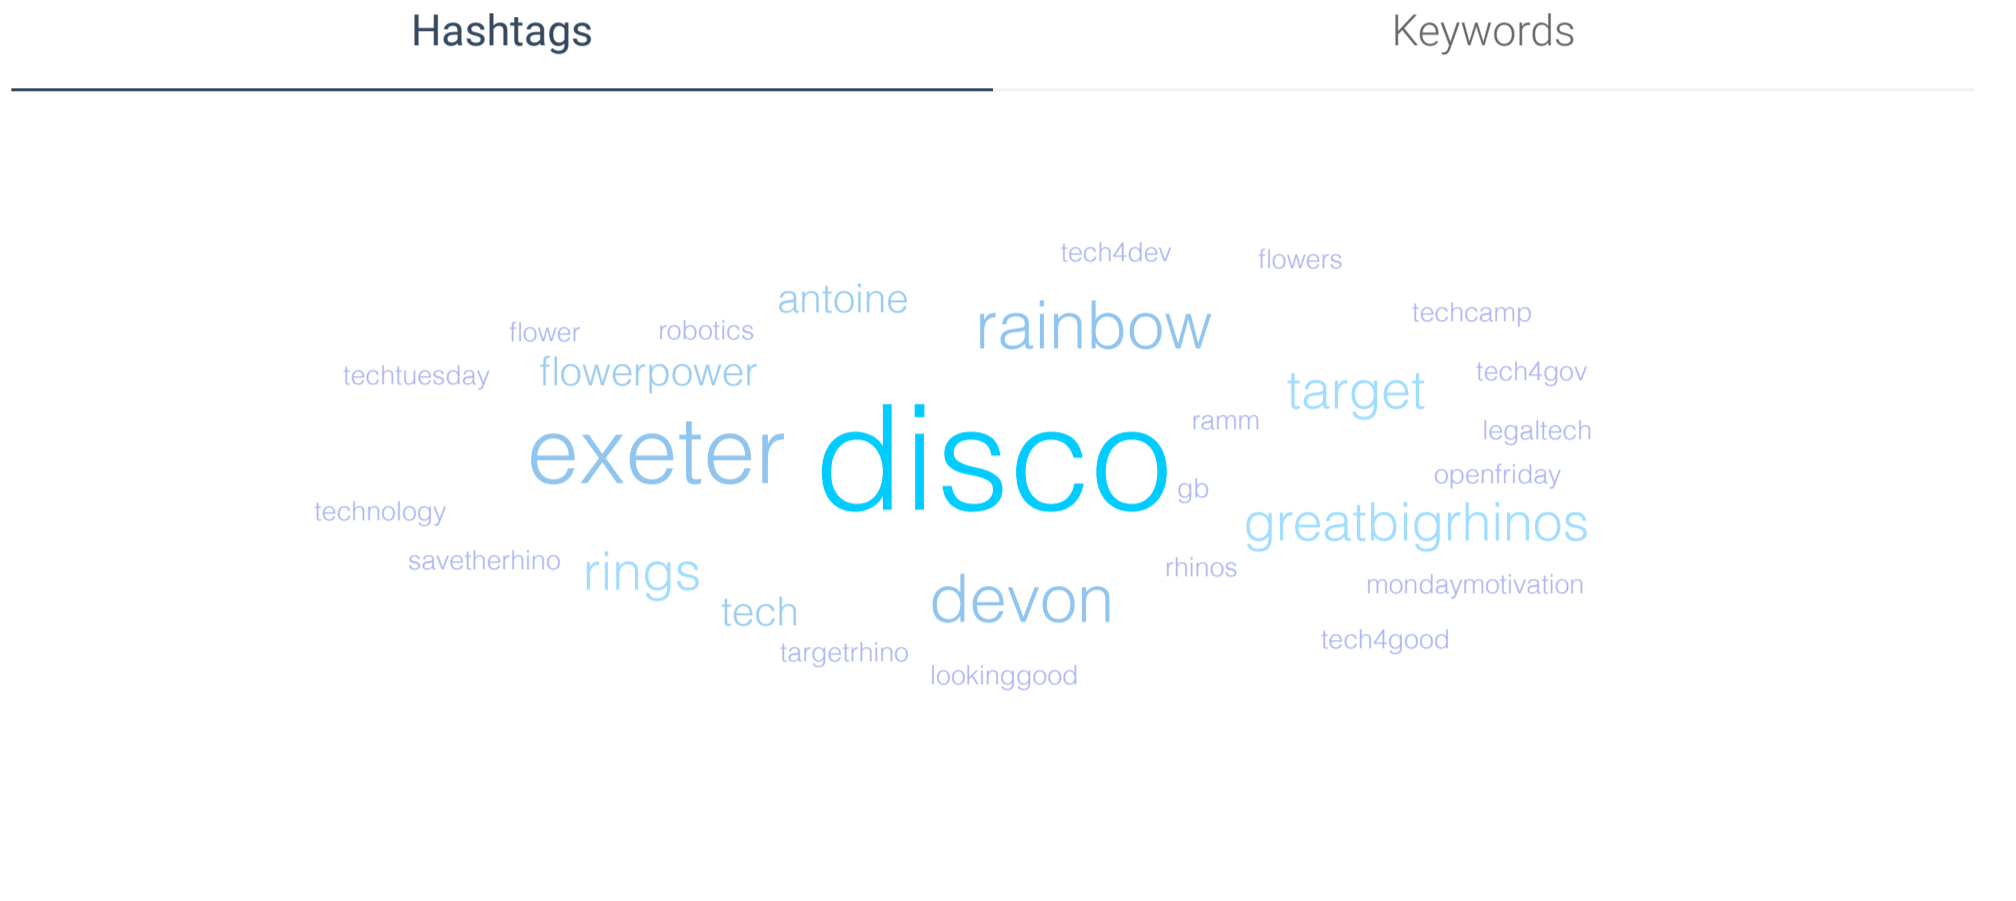 Hashtags
Keywords
tech4dev
flowers
antoine
rainbow
techcamp
flower
robotics
flowerpower
techtuesday
target
tech4gov
ramm
legaltech
exeter
disco
openfriday
gb
technology
greatbigrhinos
savetherhino
rings
rhinos
mondaymotivation
tech
devon
tech4good
targetrhino
lookinggood